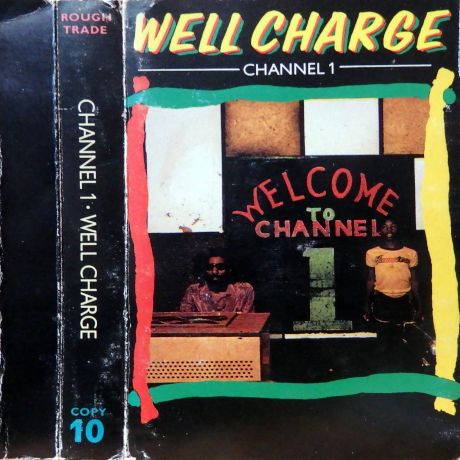 ROUGH
TRADE
CHANNEL 1 · WELL CHARGE
COPY
10
WELL CHARGE
CHANNEL 1
WELCOME
TO
CHANNEL
1